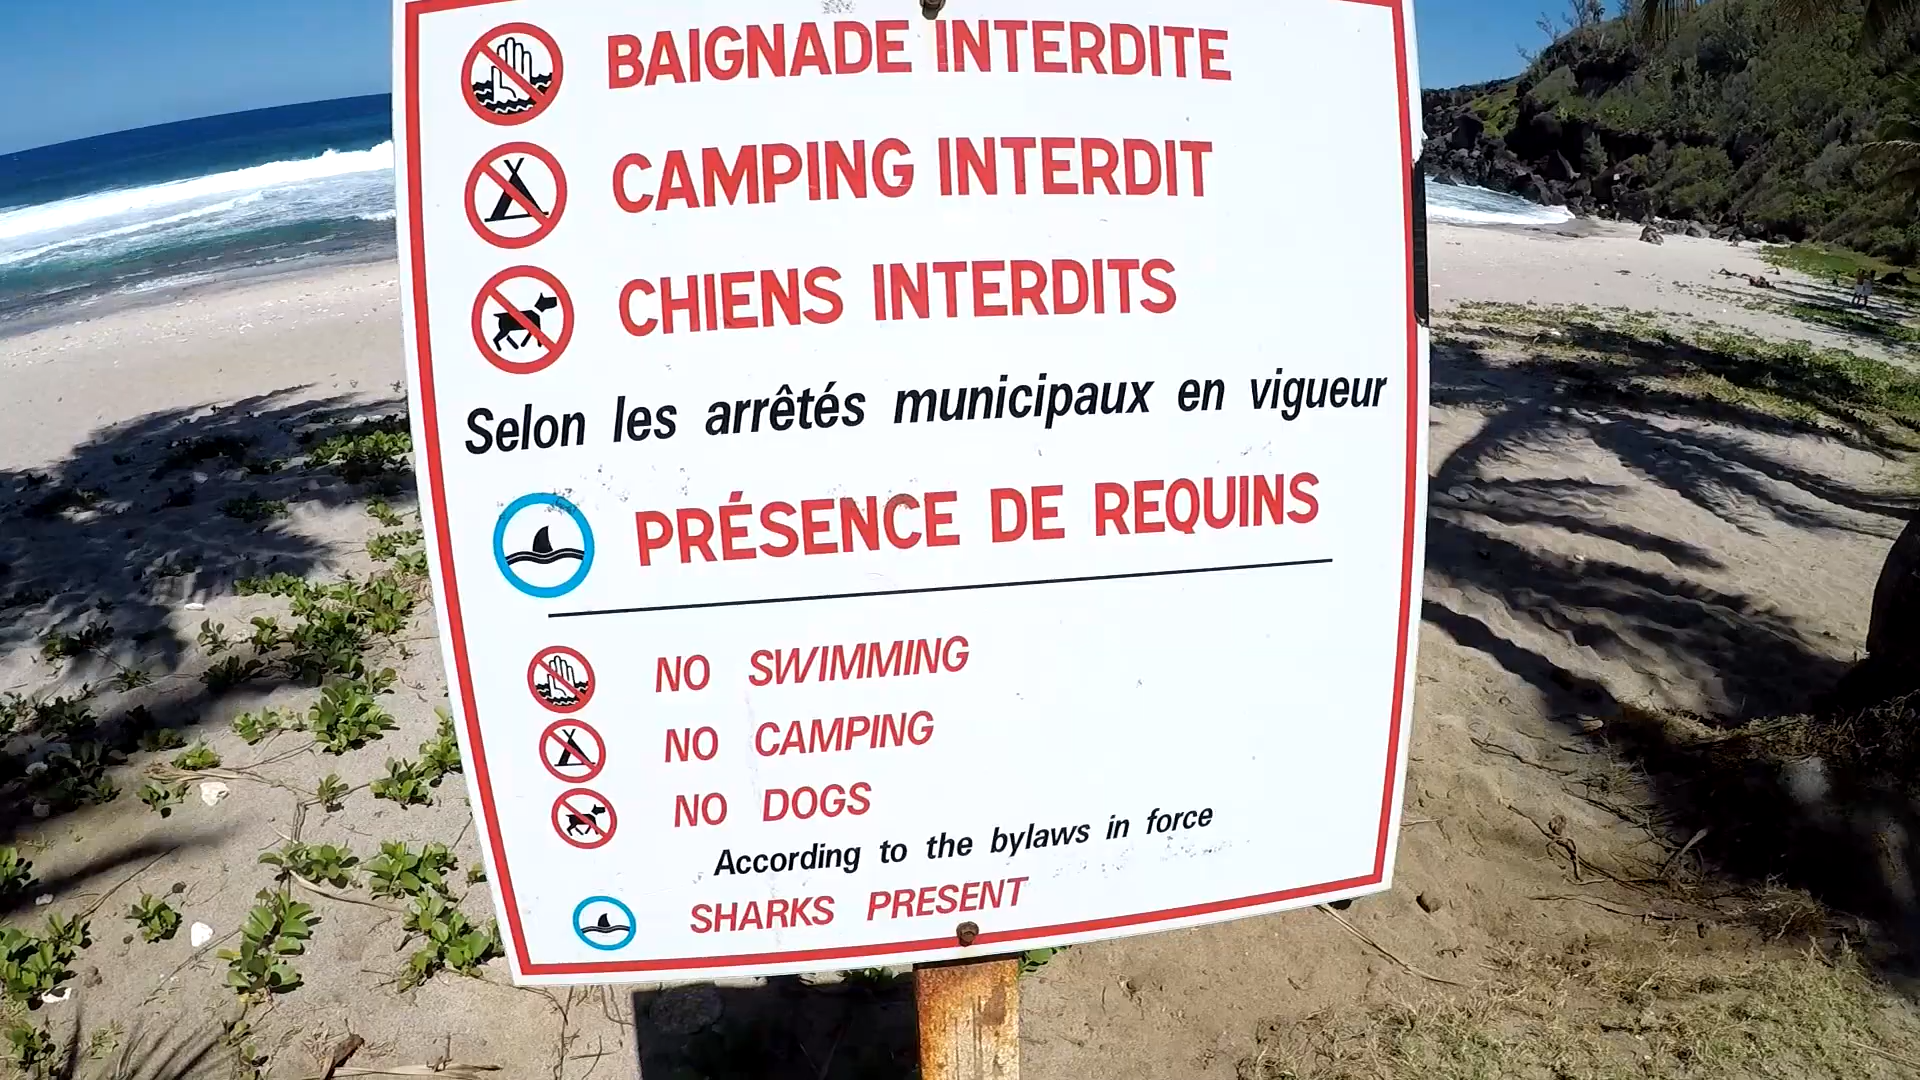 BAIGNADE INTERDITE
CAMPING INTERDIT
CHIENS INTERDITS
Selon les arrêtés municipaux en vigueur
PRÉSENCE DE REQUINS
NO SWIMMING
NO CAMPING
NO DOGS
According to the bylaws in force
SHARKS PRESENT